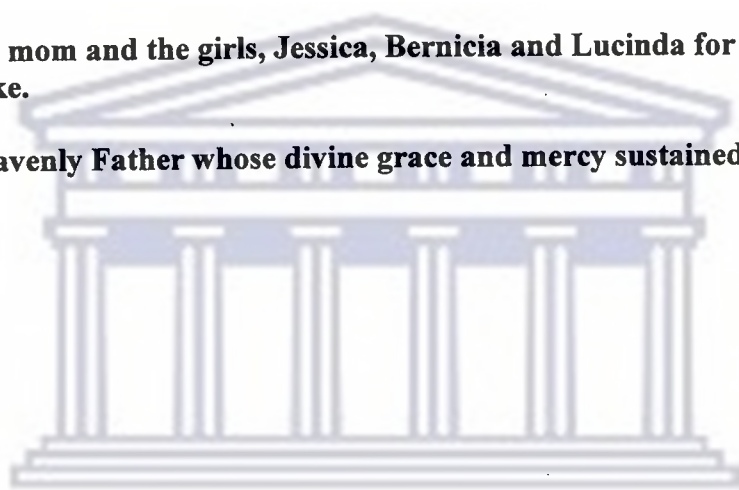 mom and the girls, Jessica, Bernicia and Lucinda for
ke.
avenly Father whose divine grace and mercy sustained